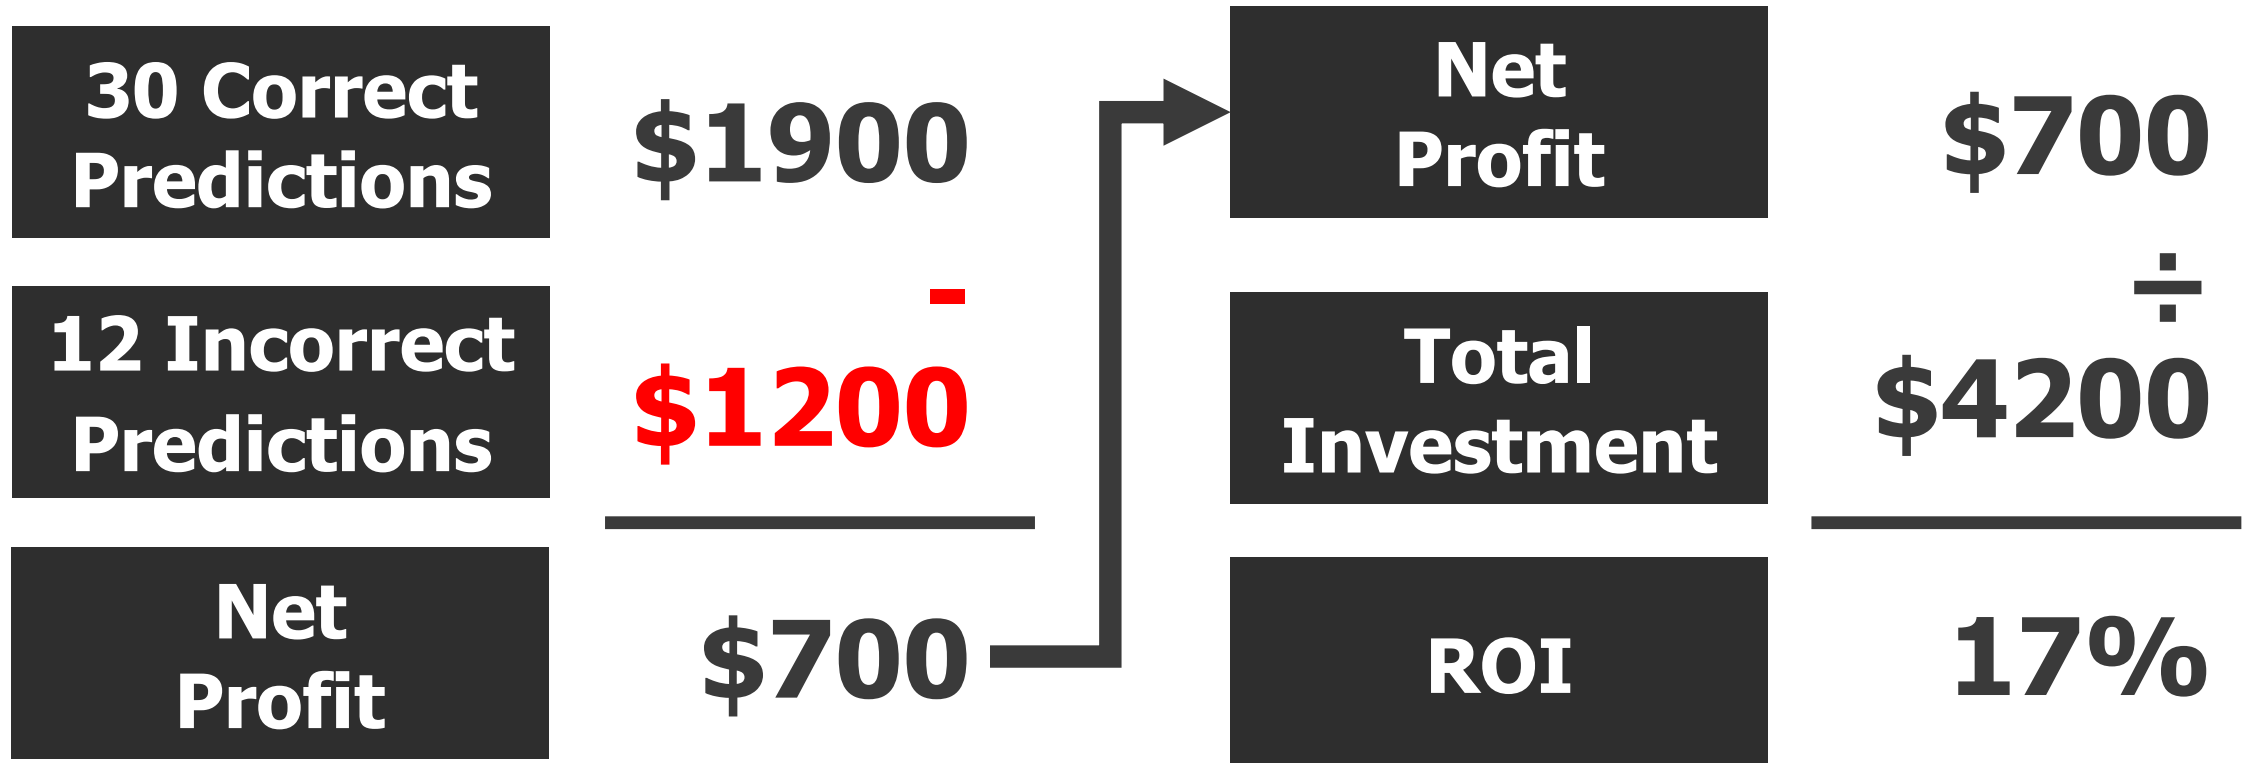 30 Correct
Predictions
$1900
-
12 Incorrect
Predictions
$1200
Net
Profit
$700
Net
Profit
$700
÷
Total
Investment
$4200
ROI
17%